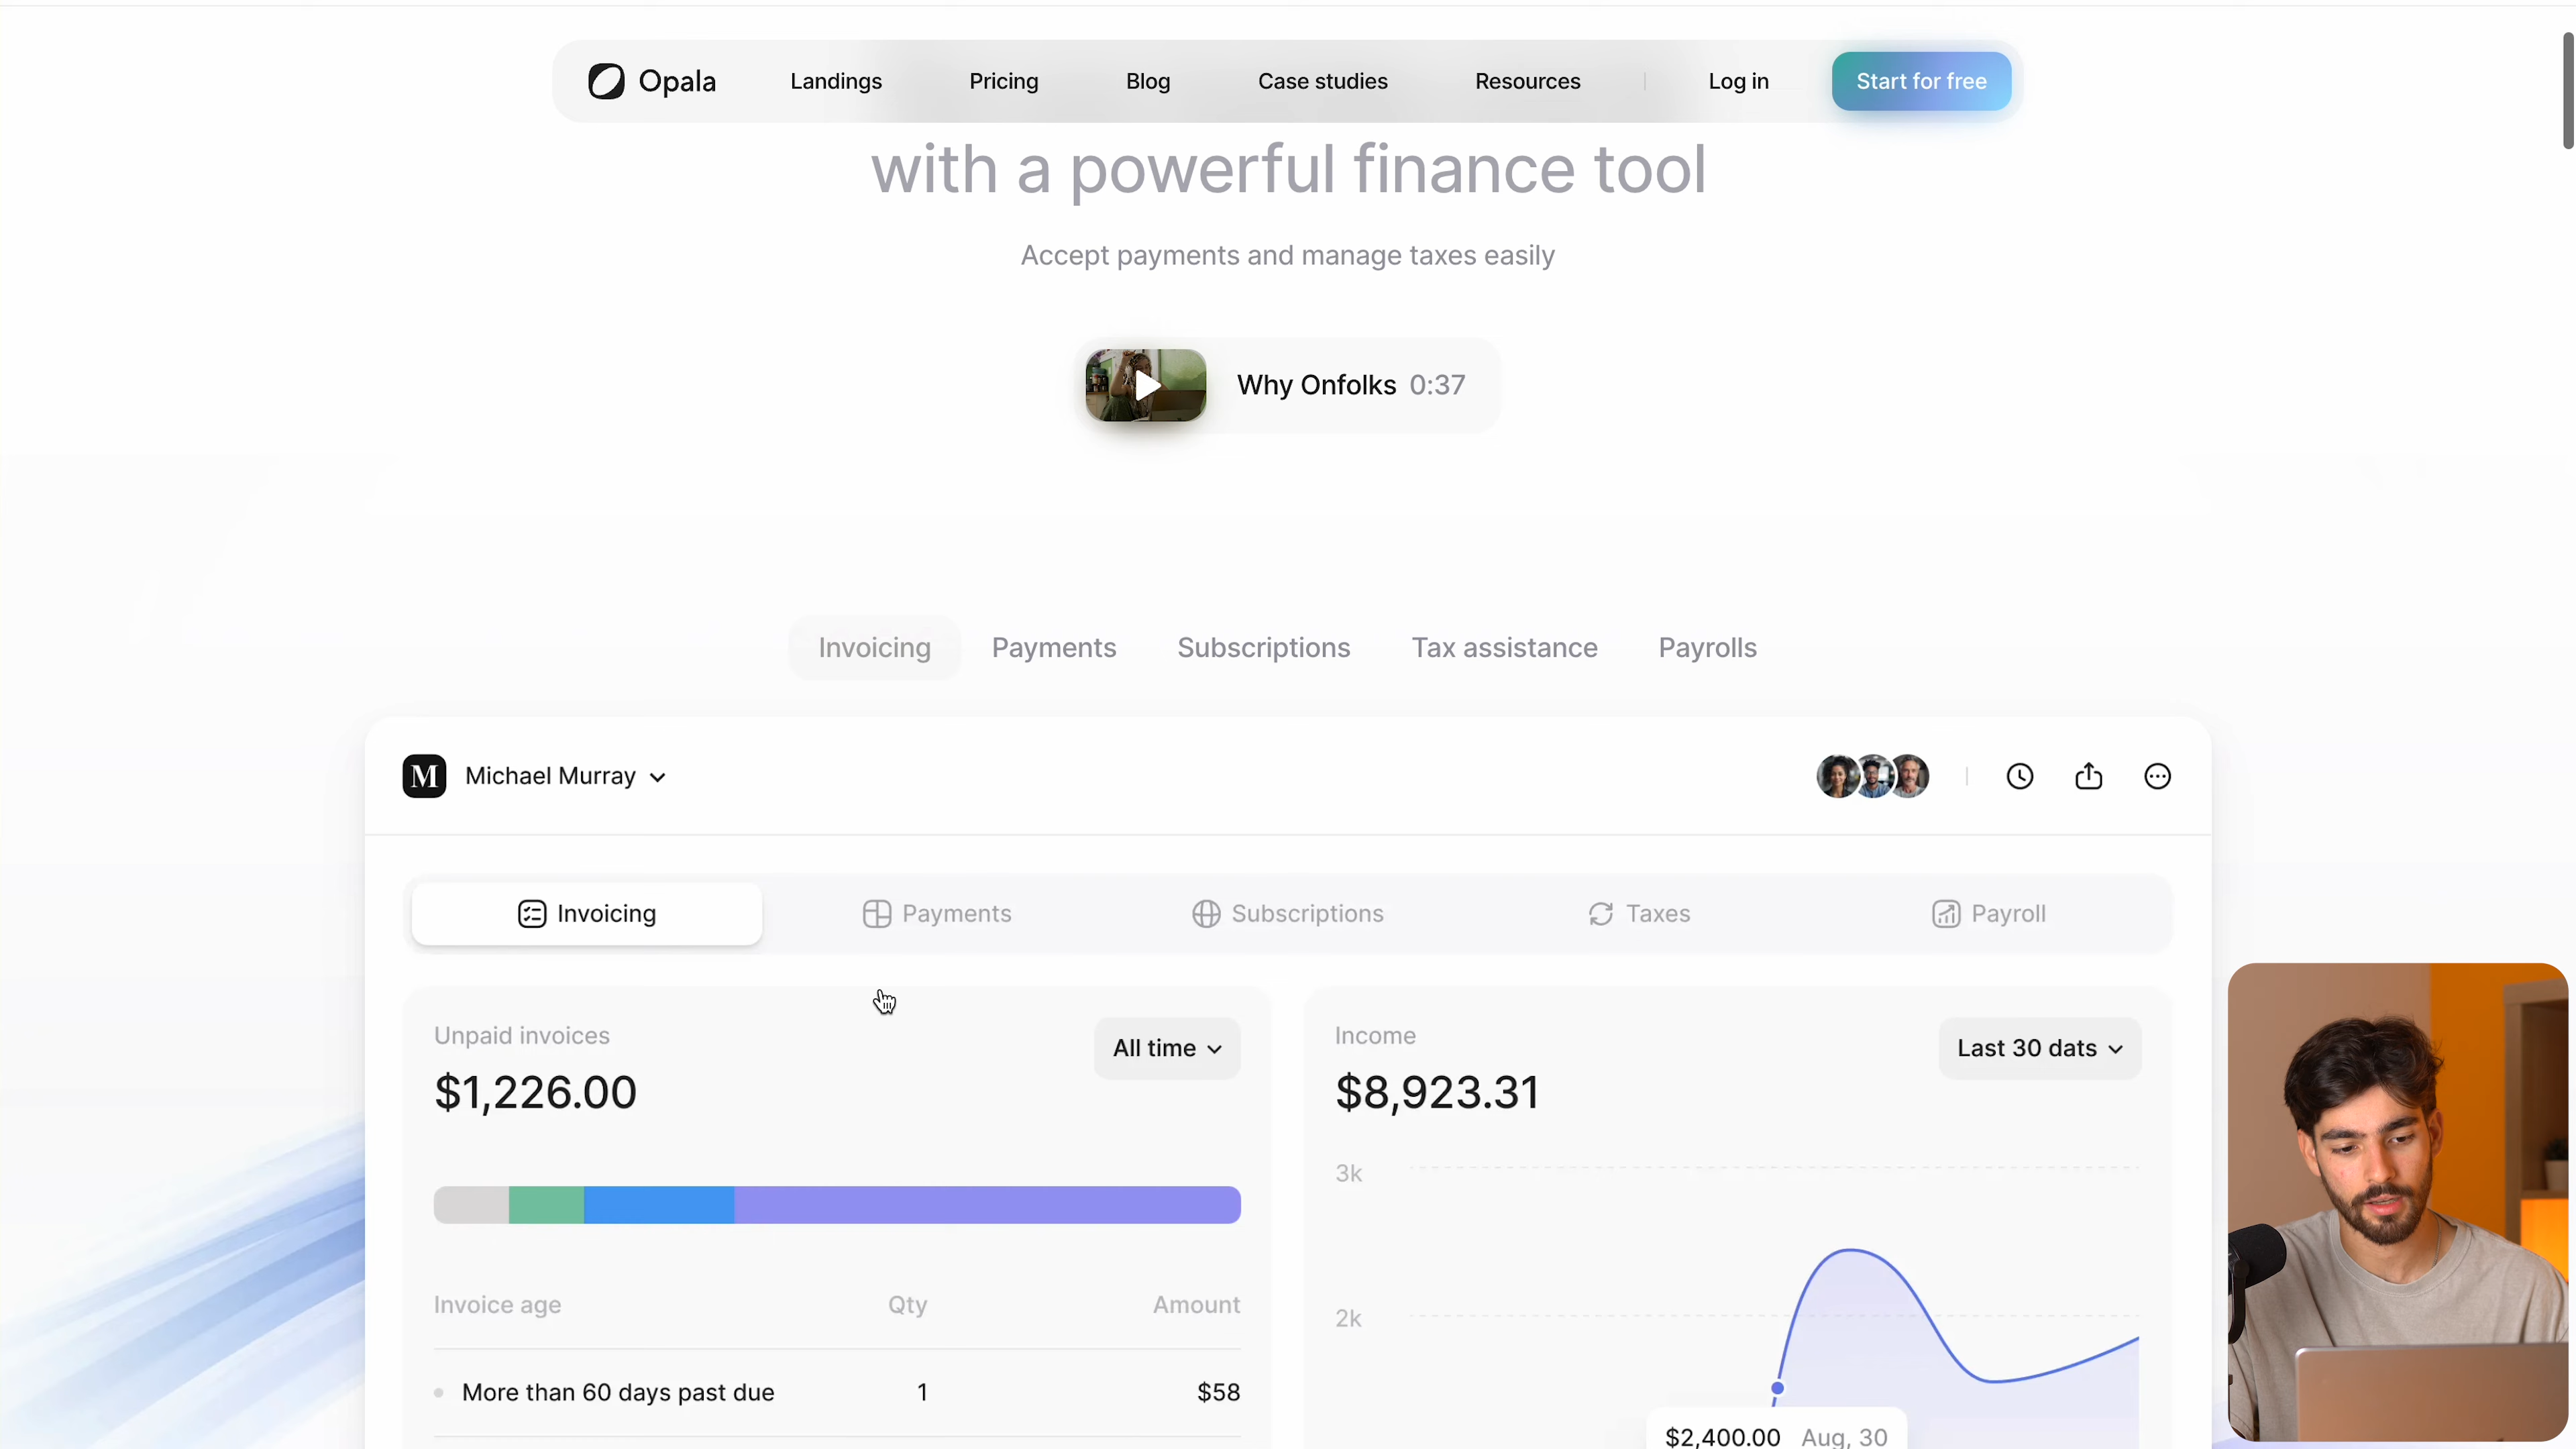 Opala Landings Pricing Blog Case studies Resources Log in Start for free
with a powerful finance tool
Accept payments and manage taxes easily
Why Onfolks 0:37
Invoicing Payments Subscriptions Tax assistance Payrolls
M Michael Murray
Invoicing Payments Subscriptions Taxes Payroll
Unpaid invoices
All time
$1,226.00
Invoice age Qty Amount
More than 60 days past due 1 $58
Income
Last 30 dats
$8,923.31
3k
2k
$2,400.00 Aug, 30